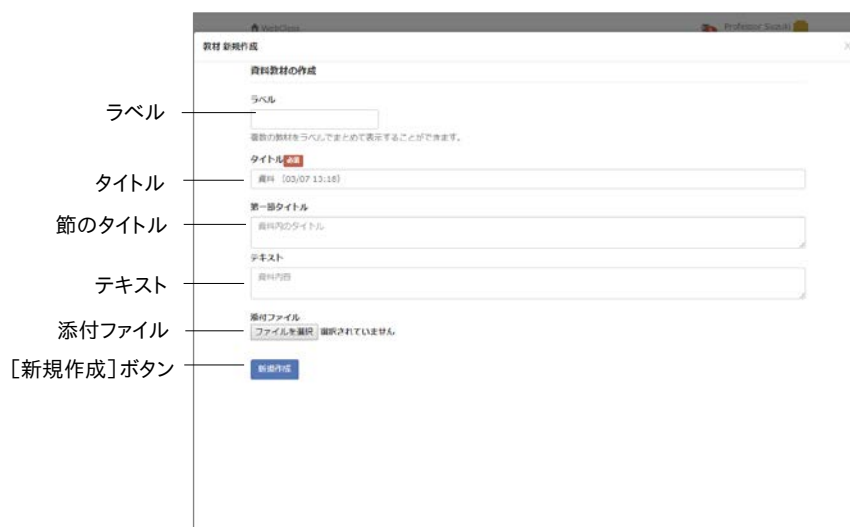 WebClass
Professor Suzuki
教材 新規作成
×
資料教材の作成
ラベル
ラベル
複数の教材をラベルでまとめて表示することができます。
タイトル 必須
タイトル
資料 (03/07 13:18)
第一節タイトル
節のタイトル
資料内のタイトル
テキスト
テキスト
資料内容
添付ファイル
添付ファイル
ファイルを選択 選択されていません
[新規作成]ボタン
新規作成